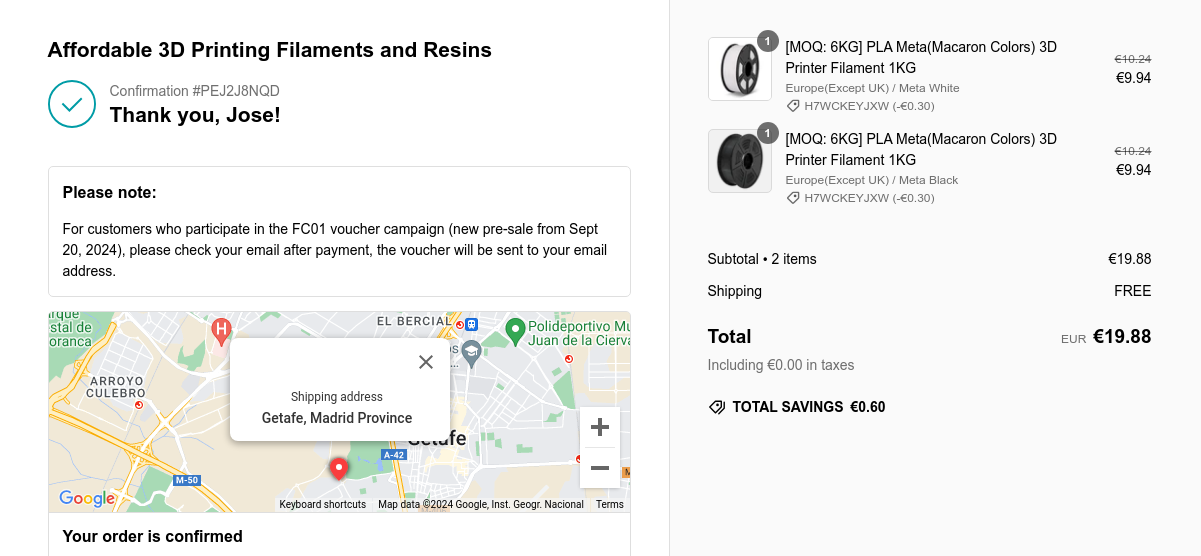 Affordable 3D Printing Filaments and Resins
Confirmation #PEJ2J8NQD
Thank you, Jose!
Please note:
For customers who participate in the FC01 voucher campaign (new pre-sale from Sept
20, 2024), please check your email after payment, the voucher will be sent to your email
address.
stal de
oranca
H
EL BERCIAL
Polideportivo Mu
Juan de la Cierva
ARROYO
CULEBRO
Shipping address
Getafe, Madrid Province
Getafe
A-42
M-50
Google
Keyboard shortcuts
Map data ©2024 Google, Inst. Geogr. Nacional
Terms
Your order is confirmed
1
[MOQ: 6KG] PLA Meta(Macaron Colors) 3D
Printer Filament 1KG
Europe(Except UK) / Meta White
H7WCKEYJXW (-€0.30)
€10.24
€9.94
1
[MOQ: 6KG] PLA Meta(Macaron Colors) 3D
Printer Filament 1KG
Europe(Except UK) / Meta Black
H7WCKEYJXW (-€0.30)
€10.24
€9.94
Subtotal • 2 items €19.88
Shipping FREE
Total EUR €19.88
Including €0.00 in taxes
TOTAL SAVINGS €0.60